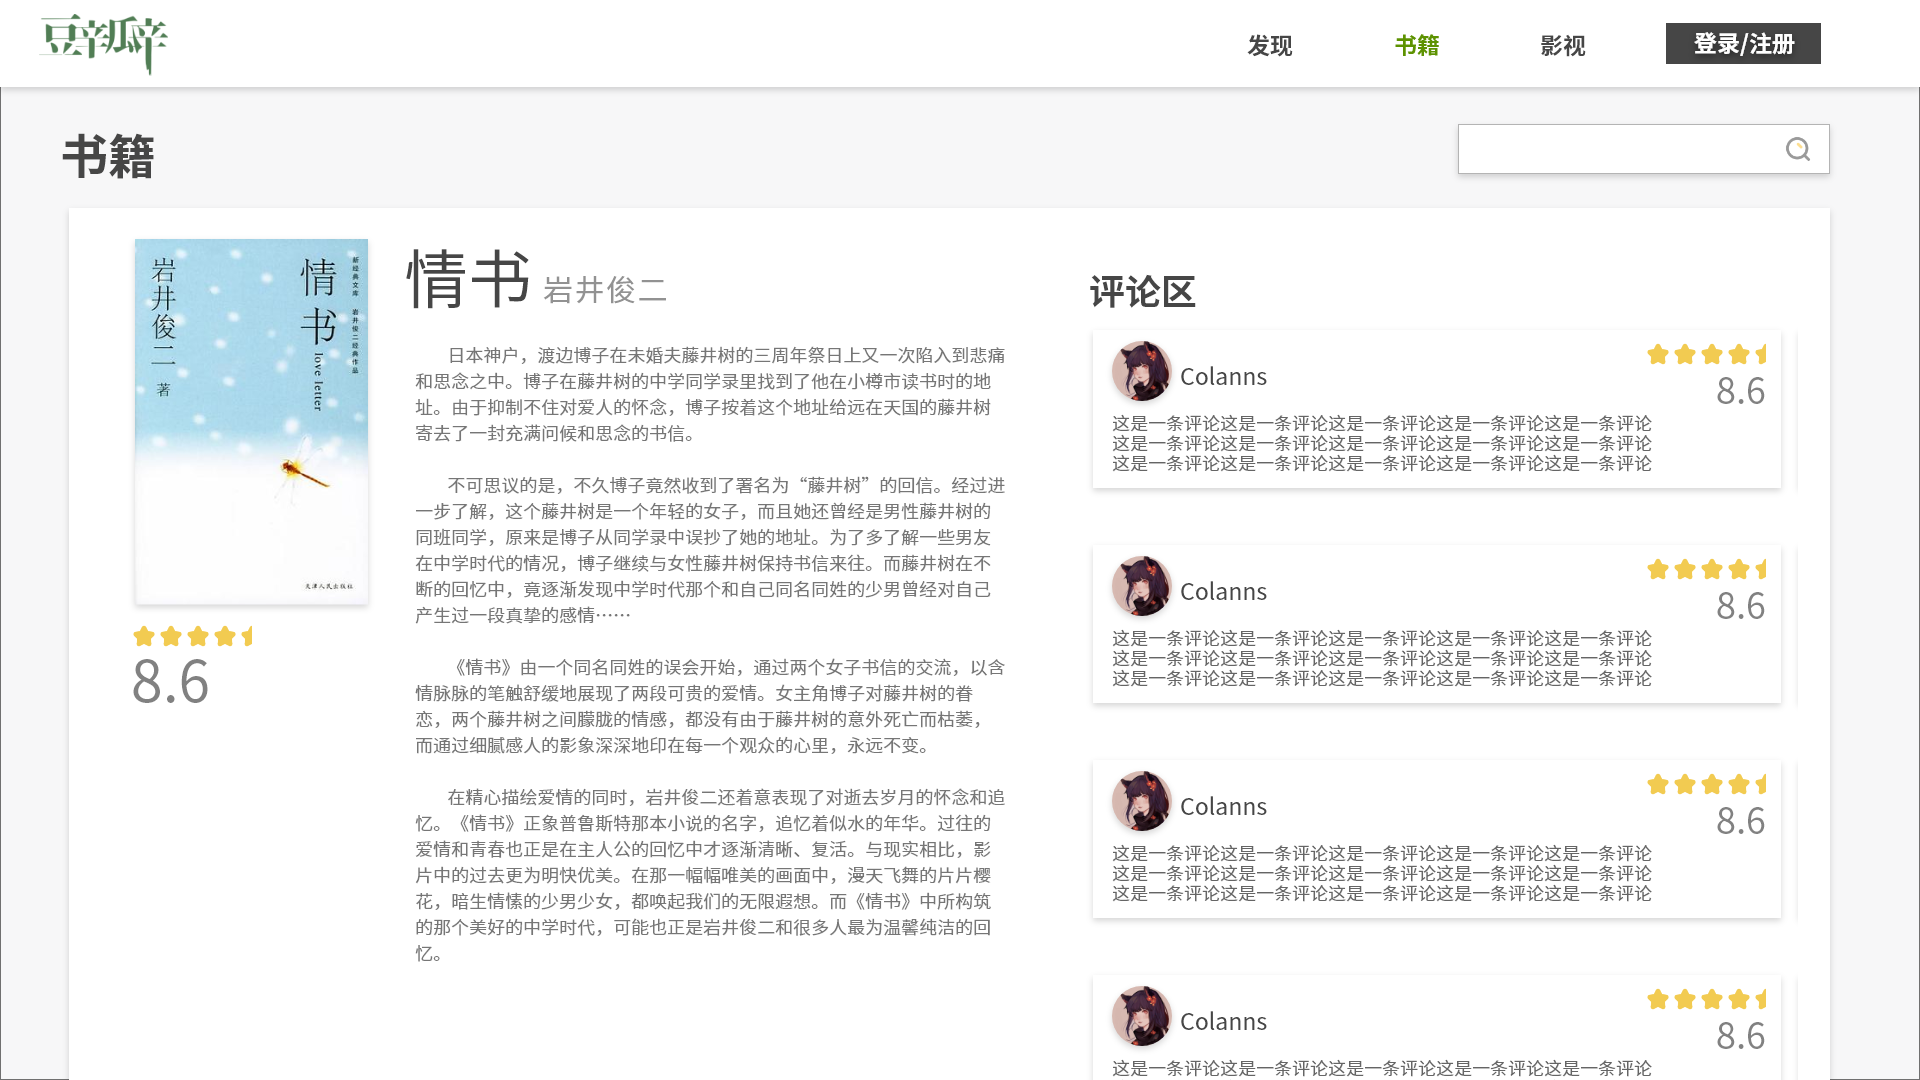 豆辛瓜辛
发现
书籍
影视
登录/注册
书籍
岩井俊二 著
情书
love letter
新经典文库 岩井俊二经典作品
天津人民出版社
8.6
情书 岩井俊二
日本神户，渡边博子在未婚夫藤井树的三周年祭日上又一次陷入到悲痛
和思念之中。博子在藤井树的中学同学录里找到了他在小樽市读书时的地
址。由于抑制不住对爱人的怀念，博子按着这个地址给远在天国的藤井树
寄去了一封充满问候和思念的书信。
不可思议的是，不久博子竟然收到了署名为“藤井树”的回信。经过进
一步了解，这个藤井树是一个年轻的女子，而且她还曾经是男性藤井树的
同班同学，原来是博子从同学录中误抄了她的地址。为了多了解一些男友
在中学时代的情况，博子继续与女性藤井树保持书信来往。而藤井树在不
断的回忆中，竟逐渐发现中学时代那个和自己同名同姓的少男曾经对自己
产生过一段真挚的感情……
《情书》由一个同名同姓的误会开始，通过两个女子书信的交流，以含
情脉脉的笔触舒缓地展现了两段可贵的爱情。女主角博子对藤井树的眷
恋，两个藤井树之间朦胧的情感，都没有由于藤井树的意外死亡而枯萎，
而通过细腻感人的影象深深地印在每一个观众的心里，永远不变。
在精心描绘爱情的同时，岩井俊二还着意表现了对逝去岁月的怀念和追
忆。《情书》正象普鲁斯特那本小说的名字，追忆着似水的年华。过往的
爱情和青春也正是在主人公的回忆中才逐渐清晰、复活。与现实相比，影
片中的过去更为明快优美。在那一幅幅唯美的画面中，漫天飞舞的片片樱
花，暗生情愫的少男少女，都唤起我们的无限遐想。而《情书》中所构筑
的那个美好的中学时代，可能也正是岩井俊二和很多人最为温馨纯洁的回
忆。
评论区
Colanns
8.6
这是一条评论这是一条评论这是一条评论这是一条评论这是一条评论
这是一条评论这是一条评论这是一条评论这是一条评论这是一条评论
这是一条评论这是一条评论这是一条评论这是一条评论这是一条评论
Colanns
8.6
这是一条评论这是一条评论这是一条评论这是一条评论这是一条评论
这是一条评论这是一条评论这是一条评论这是一条评论这是一条评论
这是一条评论这是一条评论这是一条评论这是一条评论这是一条评论
Colanns
8.6
这是一条评论这是一条评论这是一条评论这是一条评论这是一条评论
这是一条评论这是一条评论这是一条评论这是一条评论这是一条评论
这是一条评论这是一条评论这是一条评论这是一条评论这是一条评论
Colanns
8.6
这是一条评论这是一条评论这是一条评论这是一条评论这是一条评论